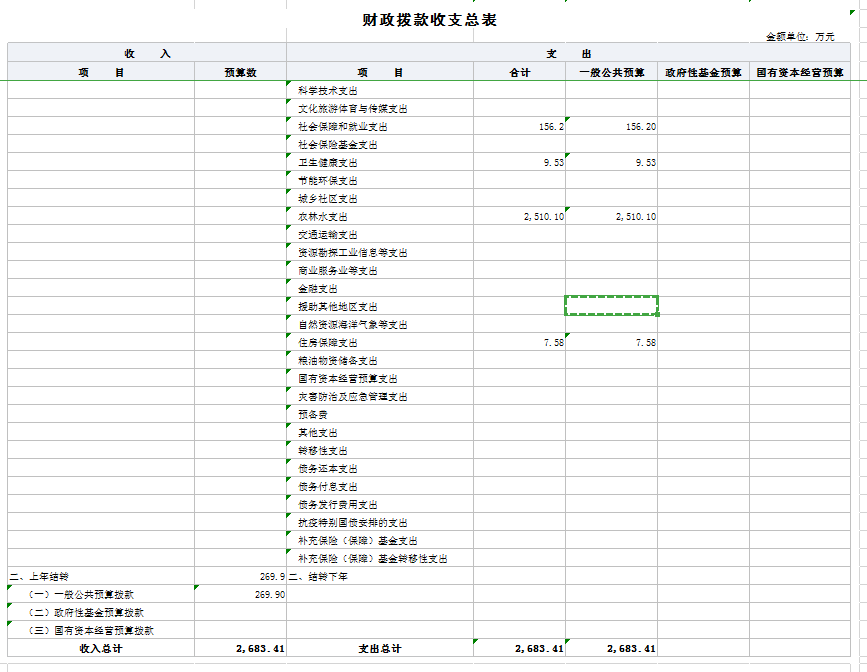 财政拨款收支总表
金额单位：万元
收 入 支 出
项 目 预算数 项 目 合计 一般公共预算 政府性基金预算 国有资本经营预算
科学技术支出
文化旅游体育与传媒支出
社会保障和就业支出 156.2 156.20
社会保险基金支出
卫生健康支出 9.53 9.53
节能环保支出
城乡社区支出
农林水支出 2,510.10 2,510.10
交通运输支出
资源勘探工业信息等支出
商业服务业等支出
金融支出
援助其他地区支出
自然资源海洋气象等支出
住房保障支出 7.58 7.58
粮油物资储备支出
国有资本经营预算支出
灾害防治及应急管理支出
预备费
其他支出
转移性支出
债务还本支出
债务付息支出
债务发行费用支出
抗疫特别国债安排的支出
补充保险（保障）基金支出
补充保险（保障）基金转移性支出
二、上年结转 269.9 二、结转下年
（一）一般公共预算拨款 269.90
（二）政府性基金预算拨款
（三）国有资本经营预算拨款
收入总计 2,683.41 支出总计 2,683.41 2,683.41